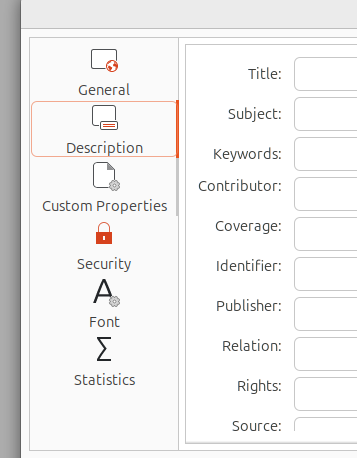 General
Description
Custom Properties
Security
Font
Statistics
Title:
Subject:
Keywords:
Contributor:
Coverage:
Identifier:
Publisher:
Relation:
Rights:
Source: